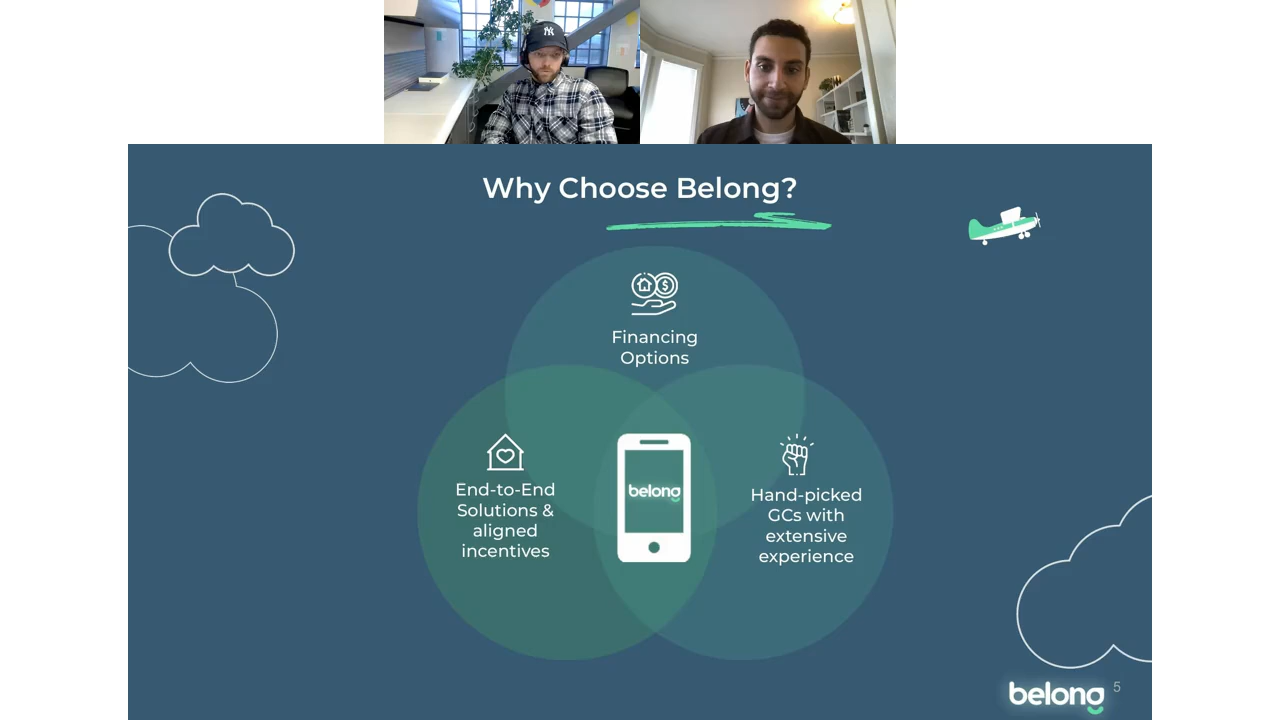 NY
Why Choose Belong?
Financing
Options
End-to-End
Solutions &
aligned
incentives
belong
Hand-picked
GCs with
extensive
experience
belong
5